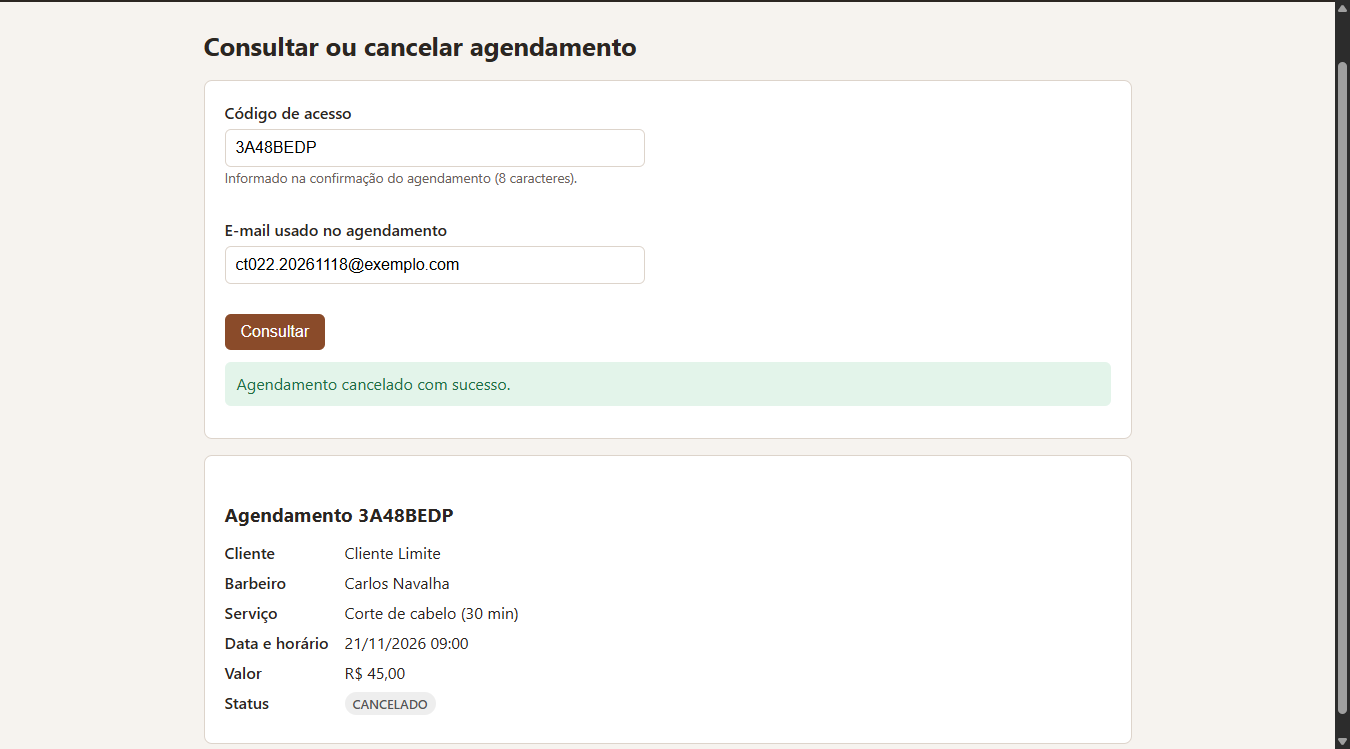 Consultar ou cancelar agendamento
Código de acesso
3A48BEDP
Informado na confirmação do agendamento (8 caracteres).
E-mail usado no agendamento
ct022.20261118@exemplo.com
Consultar
Agendamento cancelado com sucesso.
Agendamento 3A48BEDP
Cliente Cliente Limite
Barbeiro Carlos Navalha
Serviço Corte de cabelo (30 min)
Data e horário 21/11/2026 09:00
Valor R$ 45,00
Status CANCELADO